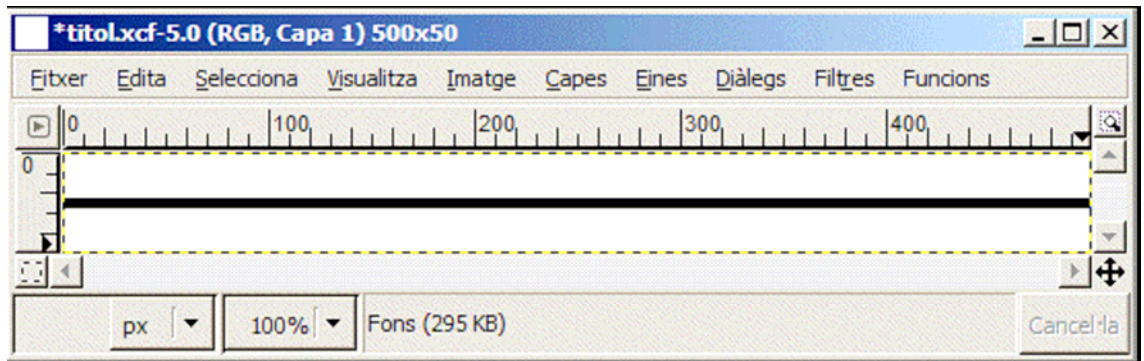 *titol.xcf-5.0 (RGB, Capa 1) 500x50
Fitxer Edita Selecciona Visualitza Imatge Capes Eines Diàlegs Filtres Funcions
0 100 200 300 400
0
px 100% Fons (295 KB) Cancel·la